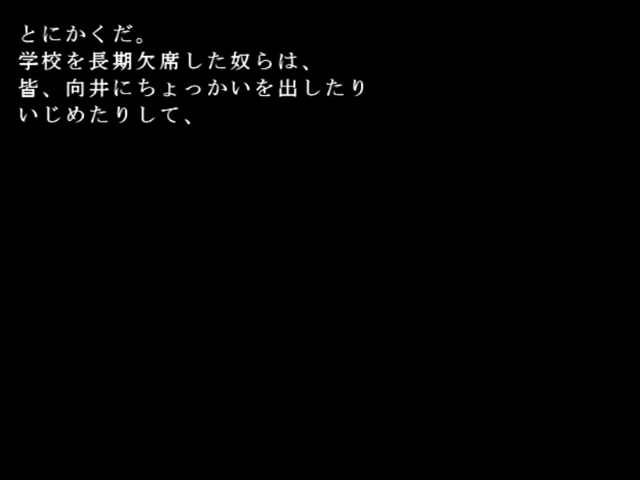 とにかくだ。
学校を長期欠席した奴らは、
皆、向井にちょっかいを出したり
いじめたりして、